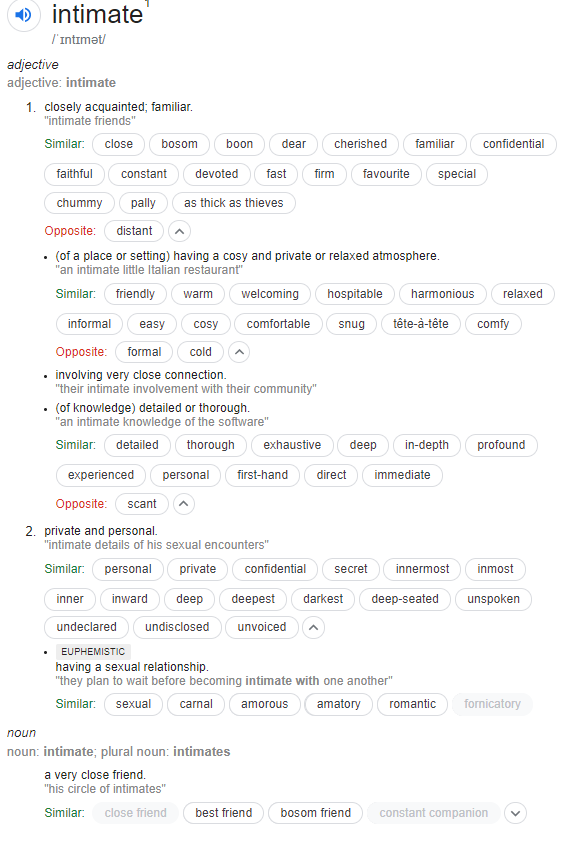 intimate¹
/ˈɪntɪmət/
adjective
adjective: intimate
1. closely acquainted; familiar.
"intimate friends"
Similar: close bosom boon dear cherished familiar confidential
faithful constant devoted fast firm favourite special
chummy pally as thick as thieves
Opposite: distant
• (of a place or setting) having a cosy and private or relaxed atmosphere.
"an intimate little Italian restaurant"
Similar: friendly warm welcoming hospitable harmonious relaxed
informal easy cosy comfortable snug tête-à-tête comfy
Opposite: formal cold
• involving very close connection.
"their intimate involvement with their community"
• (of knowledge) detailed or thorough.
"an intimate knowledge of the software"
Similar: detailed thorough exhaustive deep in-depth profound
experienced personal first-hand direct immediate
Opposite: scant
2. private and personal.
"intimate details of his sexual encounters"
Similar: personal private confidential secret innermost inmost
inner inward deep deepest darkest deep-seated unspoken
undeclared undisclosed unvoiced
• EUPHEMISTIC
having a sexual relationship.
"they plan to wait before becoming intimate with one another"
Similar: sexual carnal amorous amatory romantic fornicatory
noun
noun: intimate; plural noun: intimates
a very close friend.
"his circle of intimates"
Similar: close friend best friend bosom friend constant companion